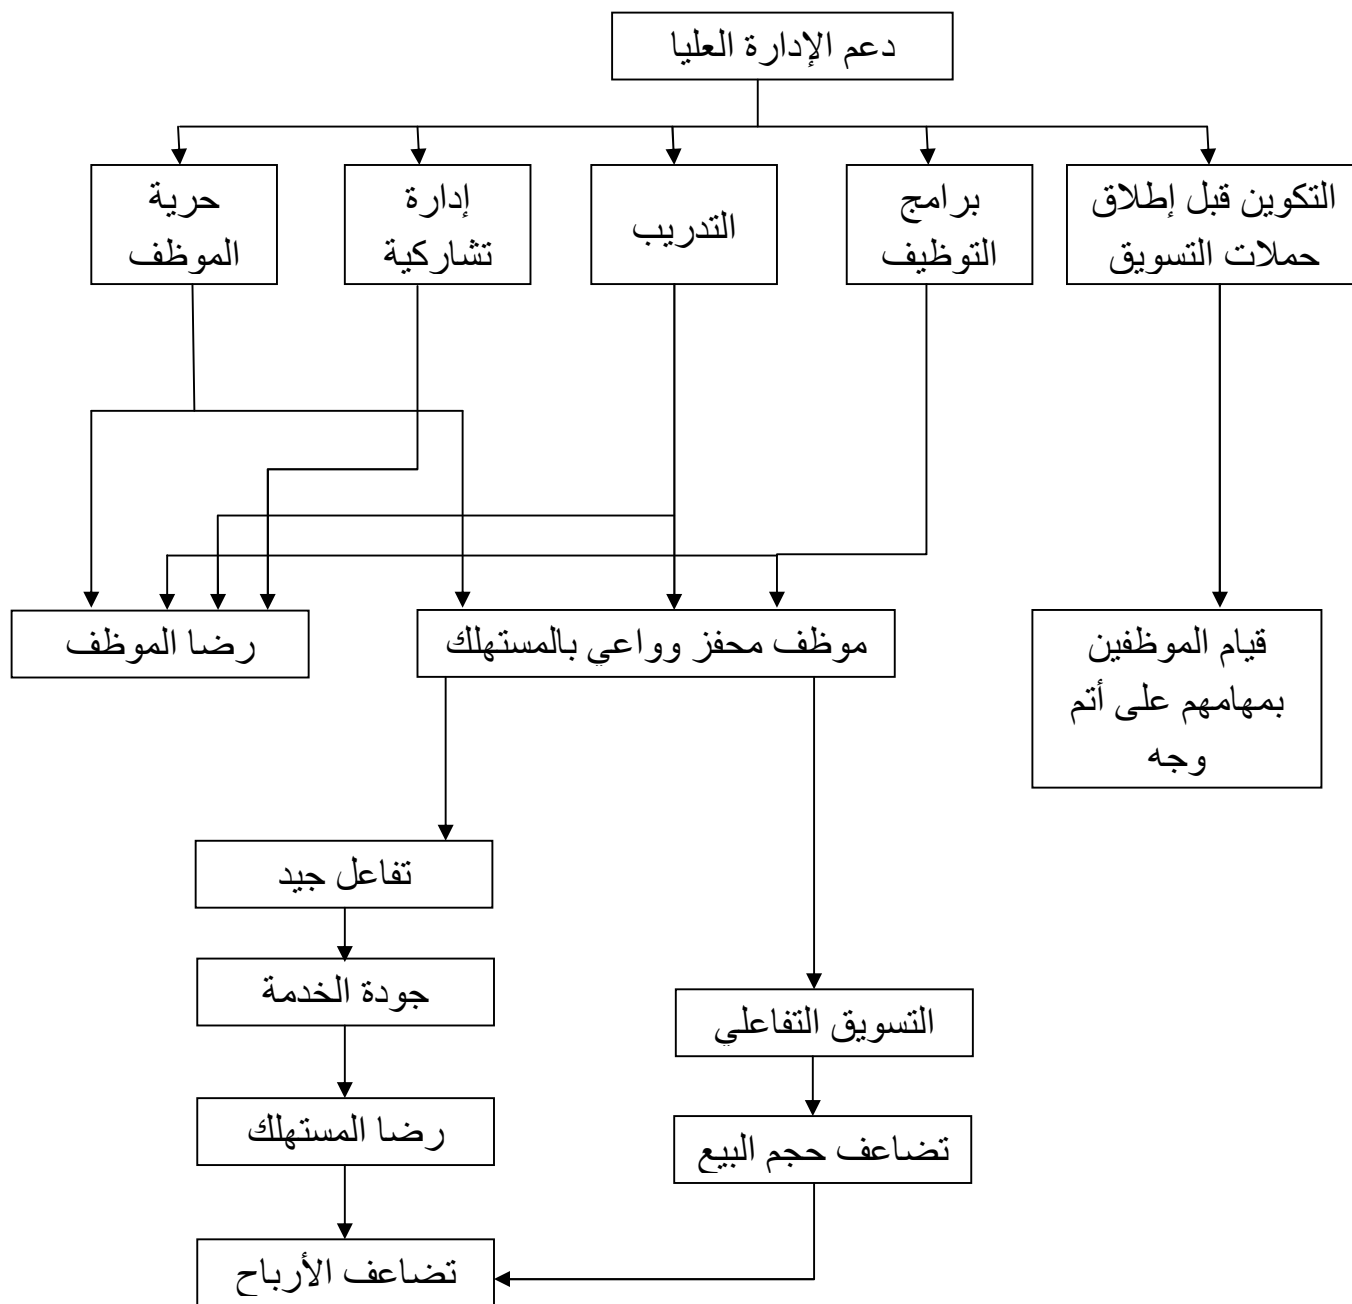 دعم الإدارة العليا
التكوين قبل إطلاق
حملات التسويق
برامج
التوظيف
التدريب
إدارة
تشاركية
حرية
الموظف
قيام الموظفين
بمهامهم على أتم
وجه
موظف محفز وواعي بالمستهلك
رضا الموظف
تفاعل جيد
جودة الخدمة
التسويق التفاعلي
رضا المستهلك
تضاعف حجم البيع
تضاعف الأرباح